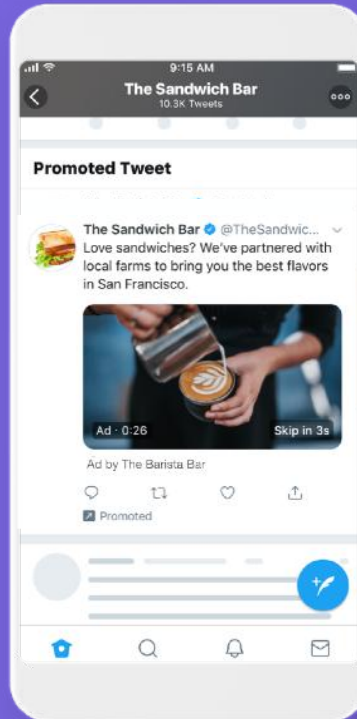 9:15 AM
The Sandwich Bar
10.3K Tweets
Promoted Tweet
The Sandwich Bar @TheSandwic...
Love sandwiches? We've partnered with
local farms to bring you the best flavors
in San Francisco.
Ad · 0:26
Skip in 3s
Ad by The Barista Bar
Promoted